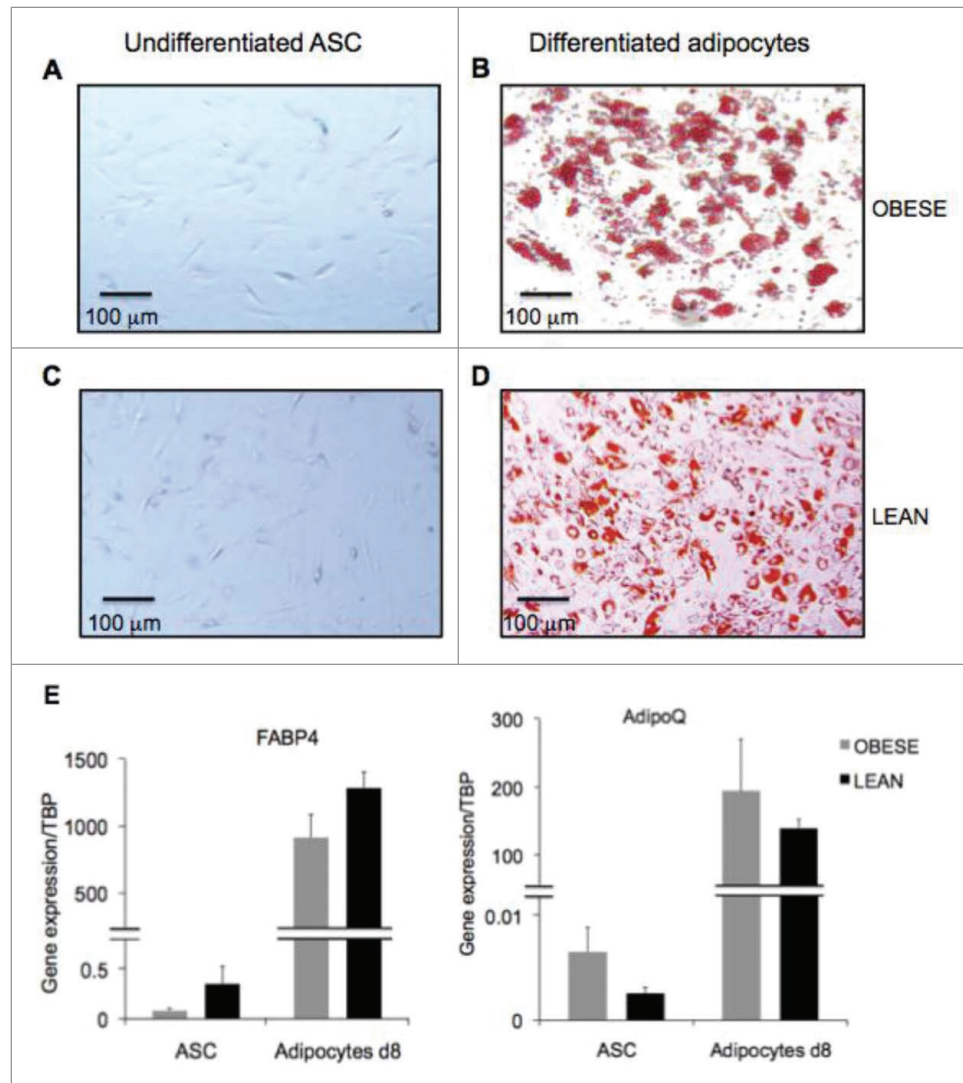 Undifferentiated ASC
Differentiated adipocytes
A
B
100 μm
100 μm
OBESE
C
D
100 μm
100 μm
LEAN
E
FABP4
Gene expression/TBP
1500
1000
500
0.5
0
ASC
Adipocytes d8
AdipoQ
Gene expression/TBP
300
200
100
0.01
0
ASC
Adipocytes d8
OBESE
LEAN